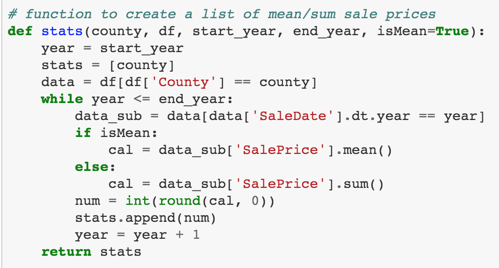 # function to create a list of mean/sum sale prices
def stats(county, df, start_year, end_year, isMean=True):
    year = start_year
    stats = [county]
    data = df[df['County'] == county]
    while year <= end_year:
        data_sub = data[data['SaleDate'].dt.year == year]
        if isMean:
            cal = data_sub['SalePrice'].mean()
        else:
            cal = data_sub['SalePrice'].sum()
        num = int(round(cal, 0))
        stats.append(num)
        year = year + 1
    return stats